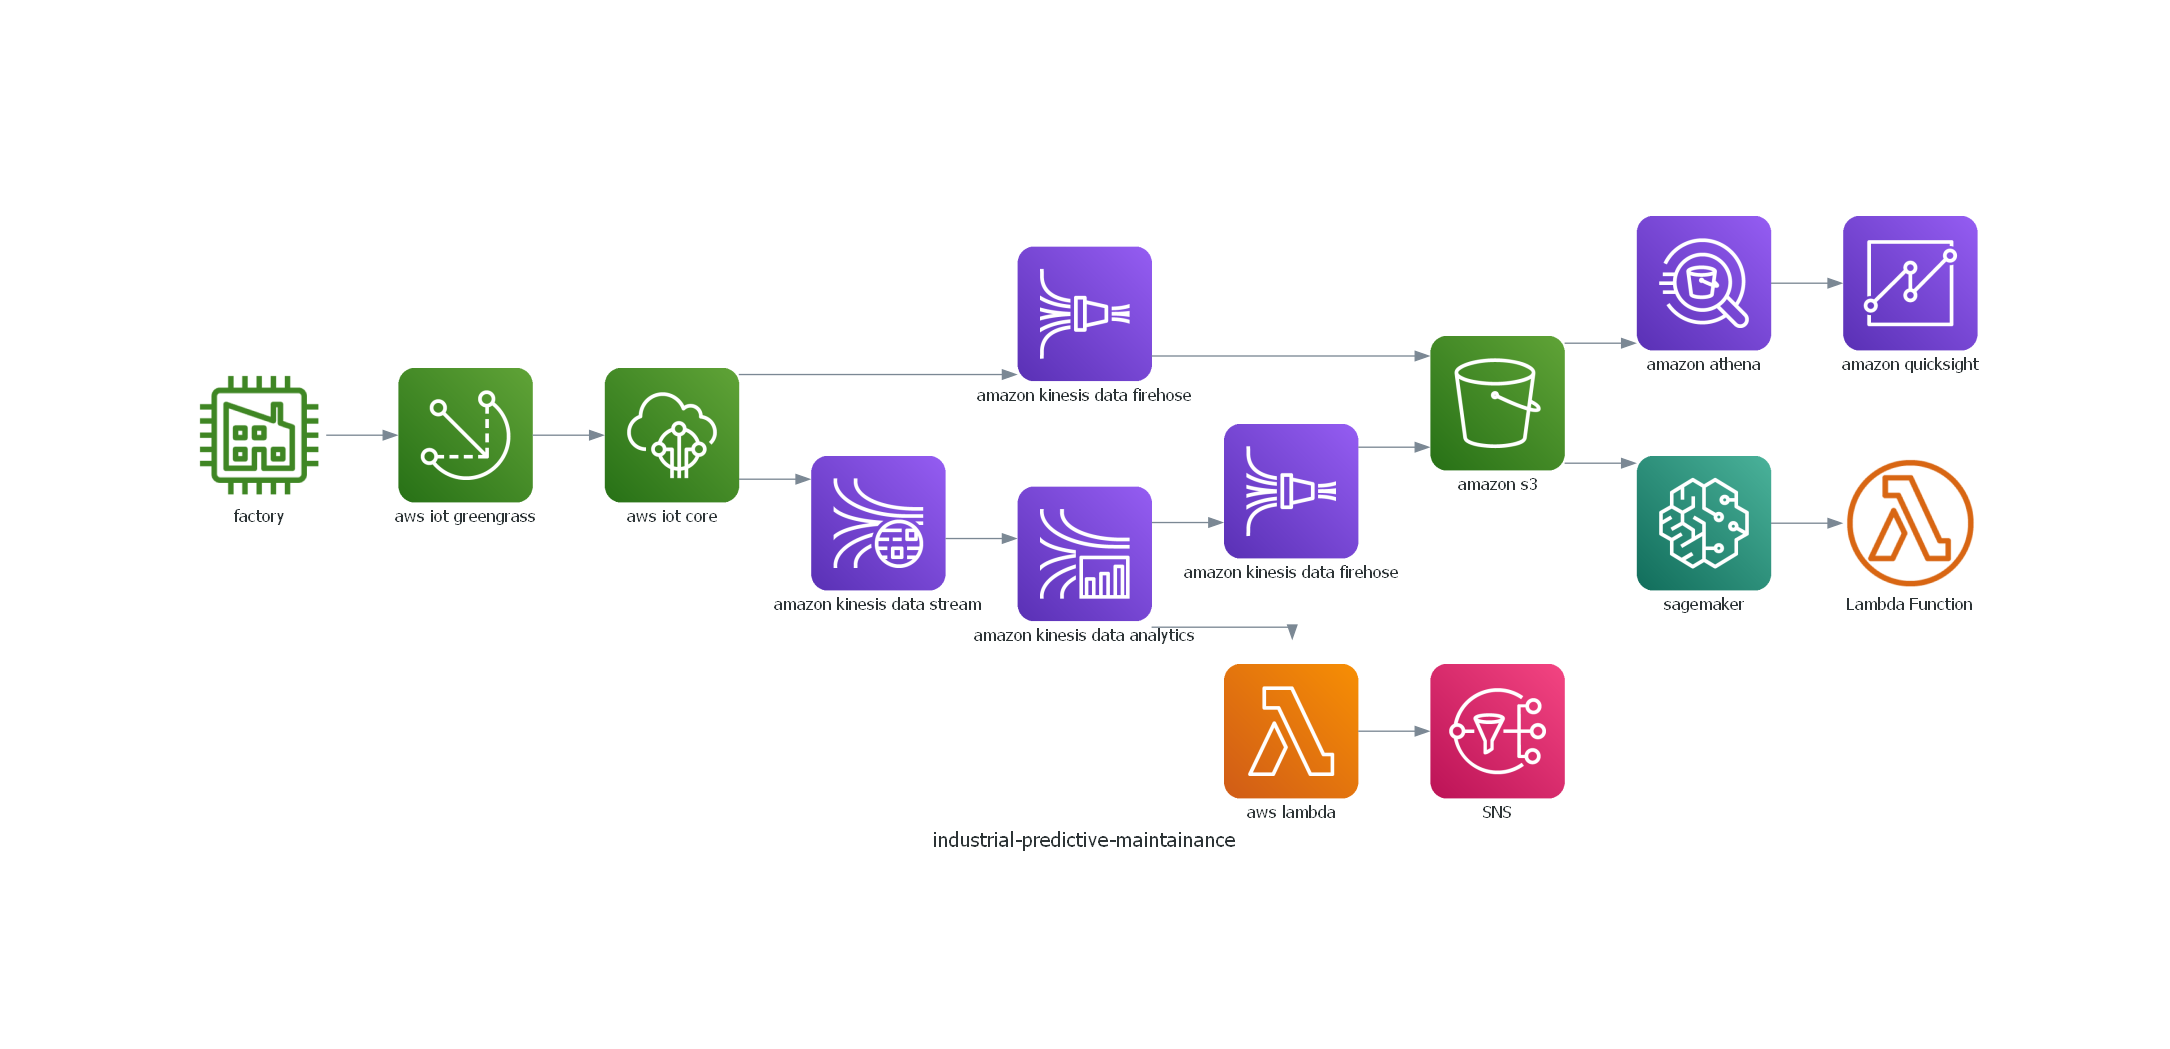 factory
aws iot greengrass
aws iot core
amazon kinesis data firehose
amazon kinesis data stream
amazon kinesis data analytics
amazon kinesis data firehose
amazon s3
amazon athena
amazon quicksight
sagemaker
Lambda Function
aws lambda
SNS
industrial-predictive-maintainance